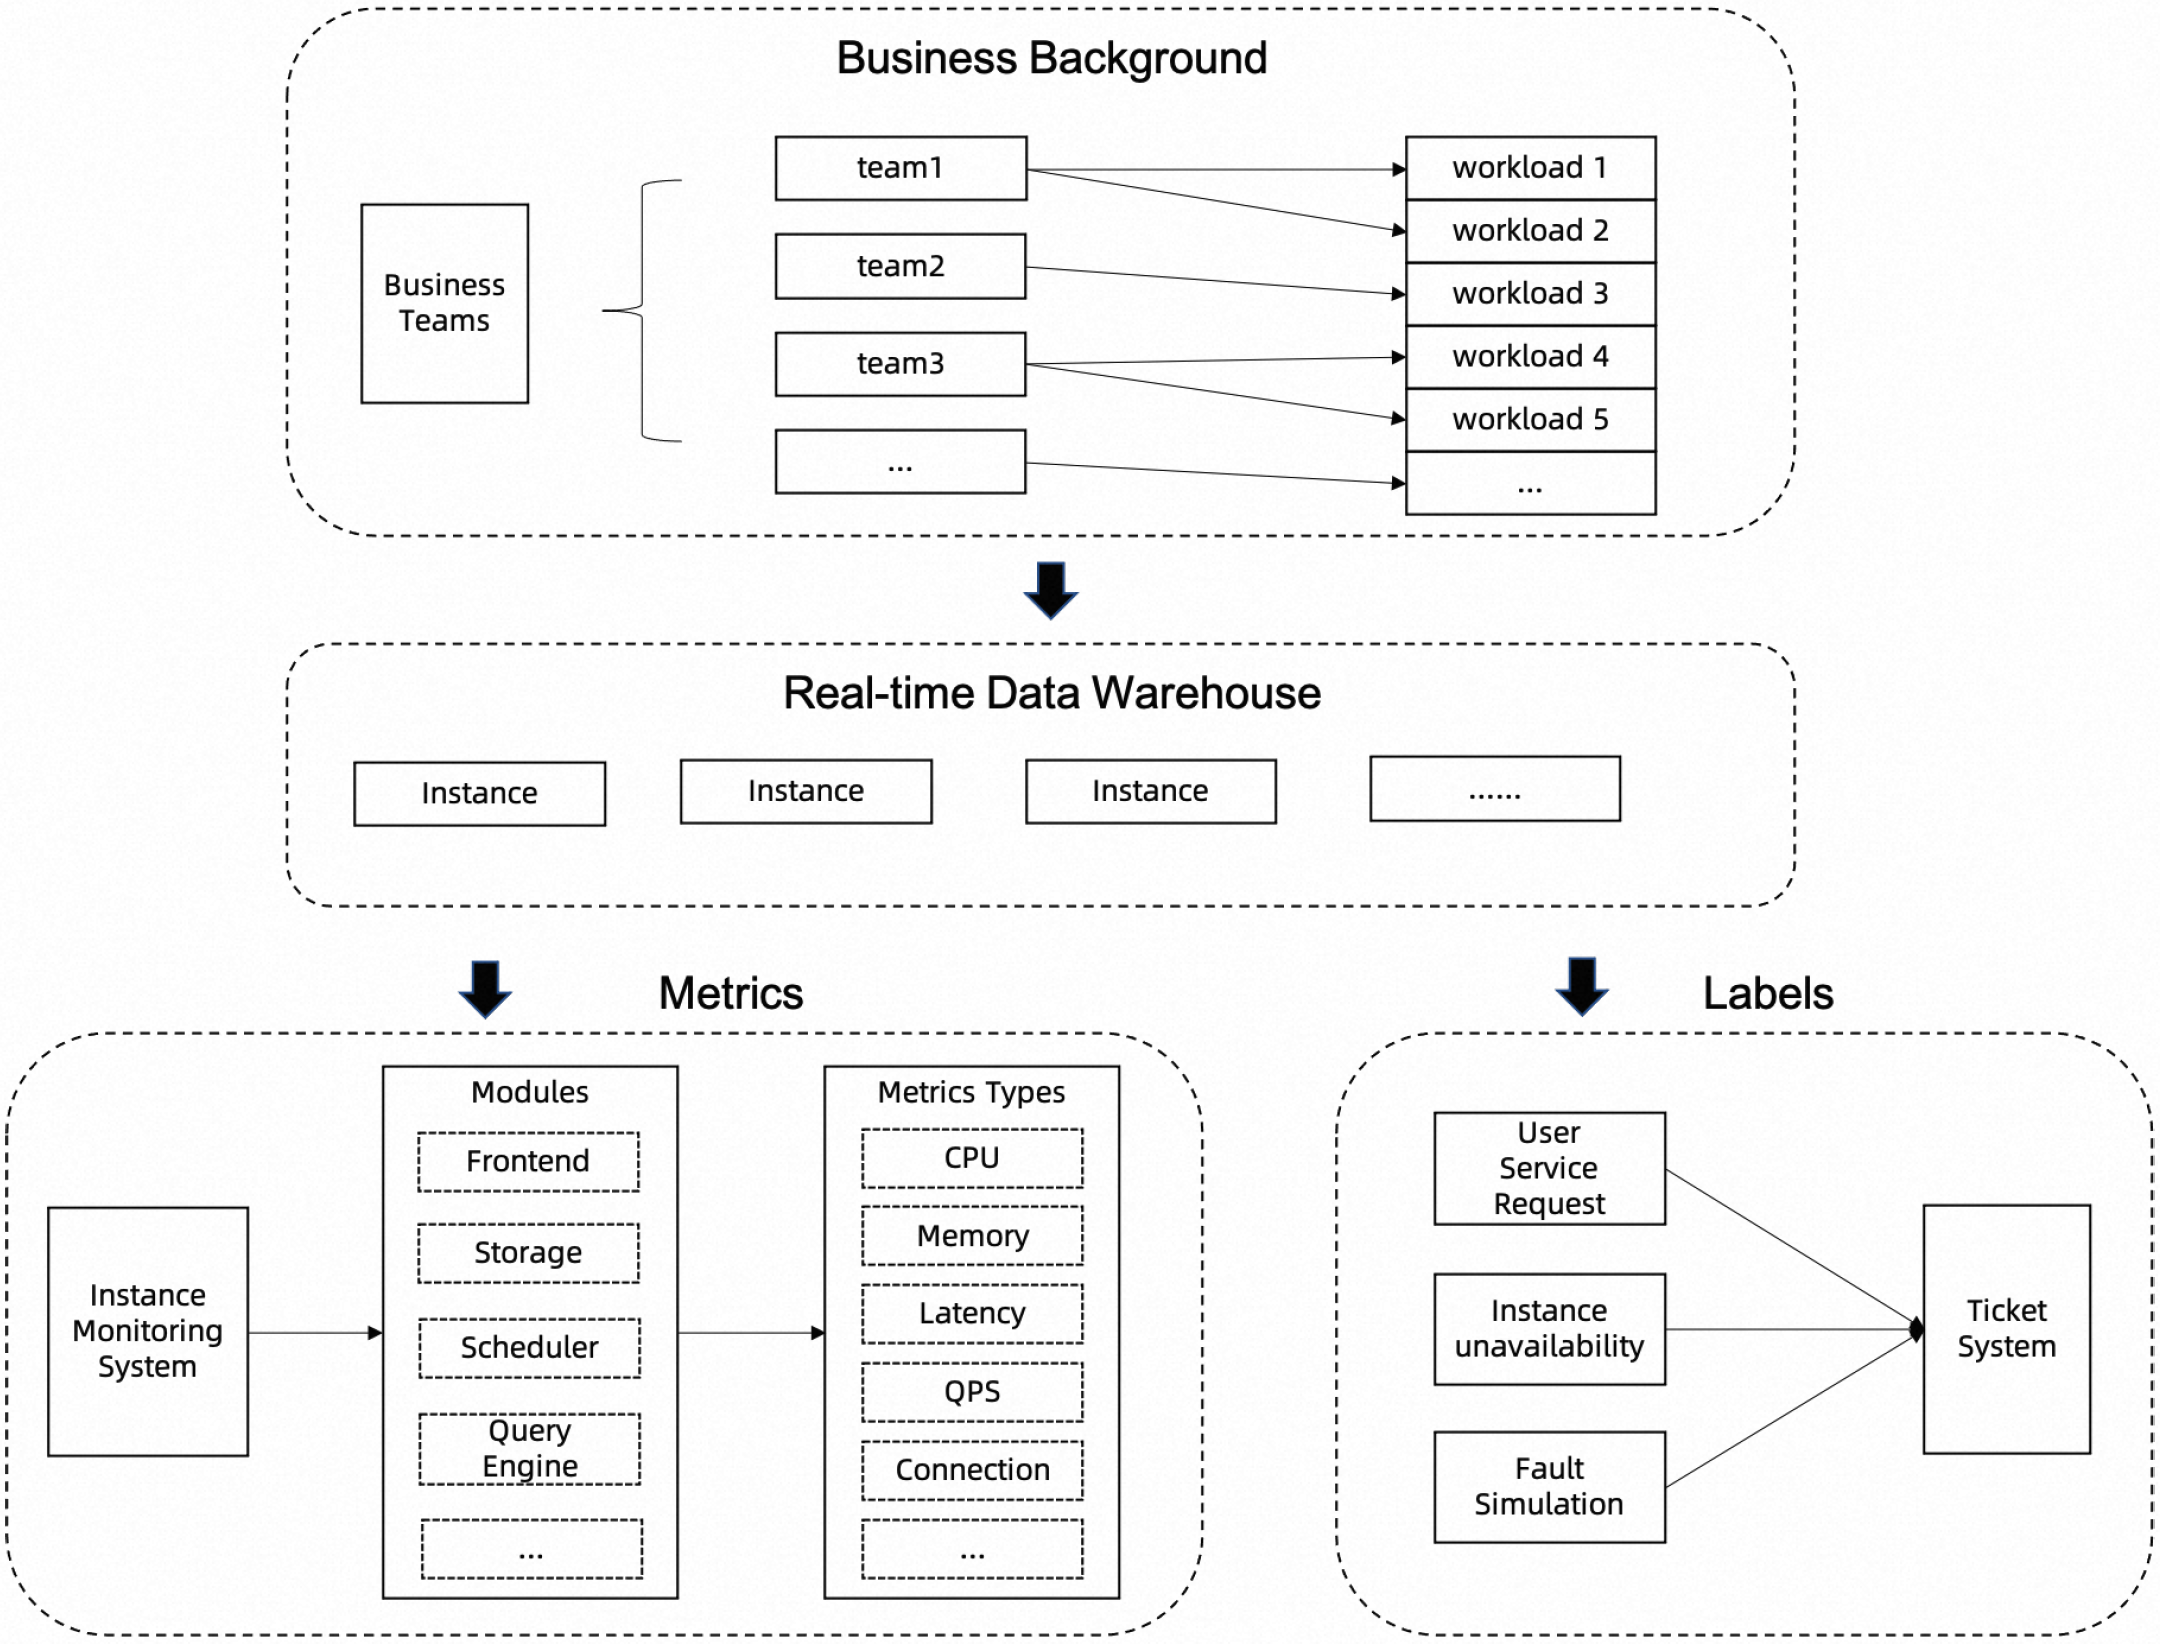 Business Background
Business
Teams
team1
team2
team3
...
workload 1
workload 2
workload 3
workload 4
workload 5
...
Real-time Data Warehouse
Instance
Instance
Instance
......
Metrics
Instance
Monitoring
System
Modules
Frontend
Storage
Scheduler
Query
Engine
...
Metrics Types
CPU
Memory
Latency
QPS
Connection
...
Labels
User
Service
Request
Instance
unavailability
Fault
Simulation
Ticket
System